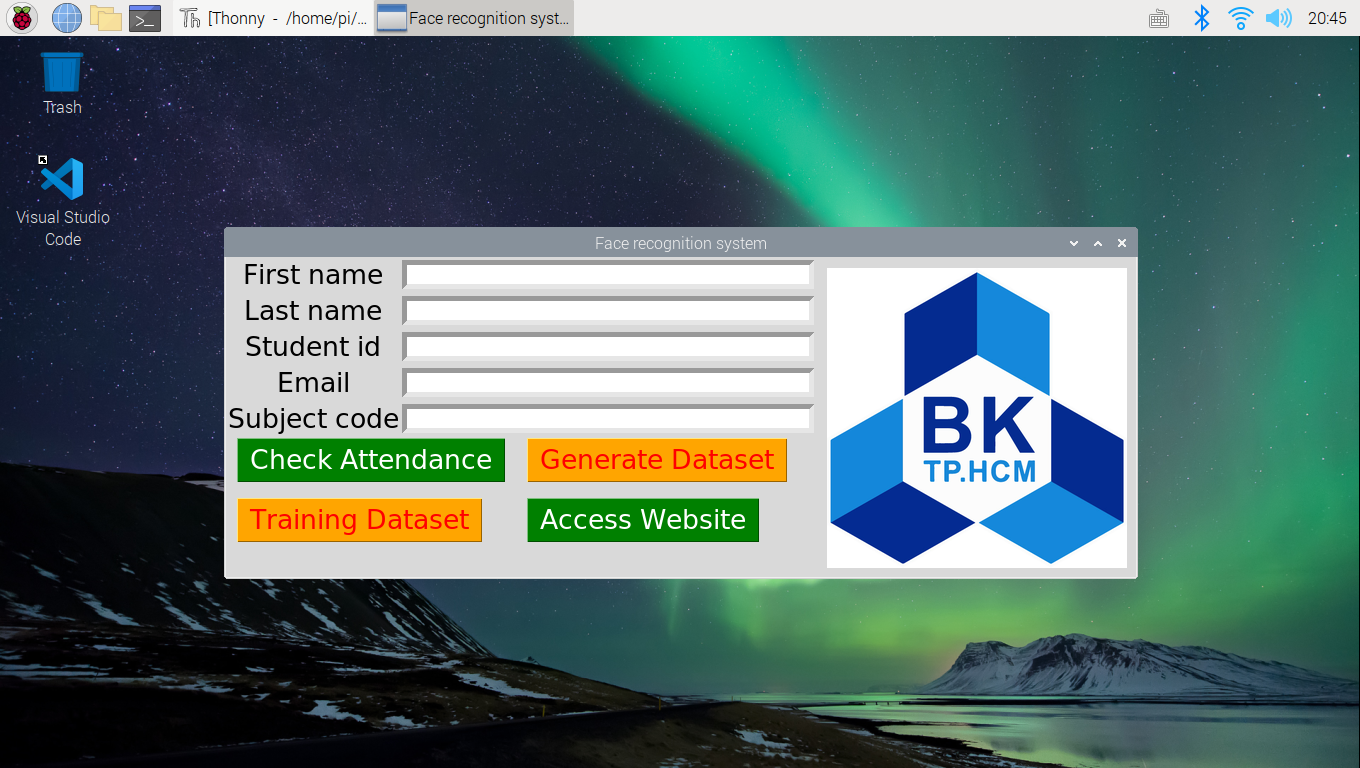 [Thonny - /home/pi/...
Face recognition syst...
20:45
Trash
Visual Studio
Code
Face recognition system
First name
Last name
Student id
Email
Subject code
Check Attendance
Generate Dataset
Training Dataset
Access Website
BK
TP.HCM